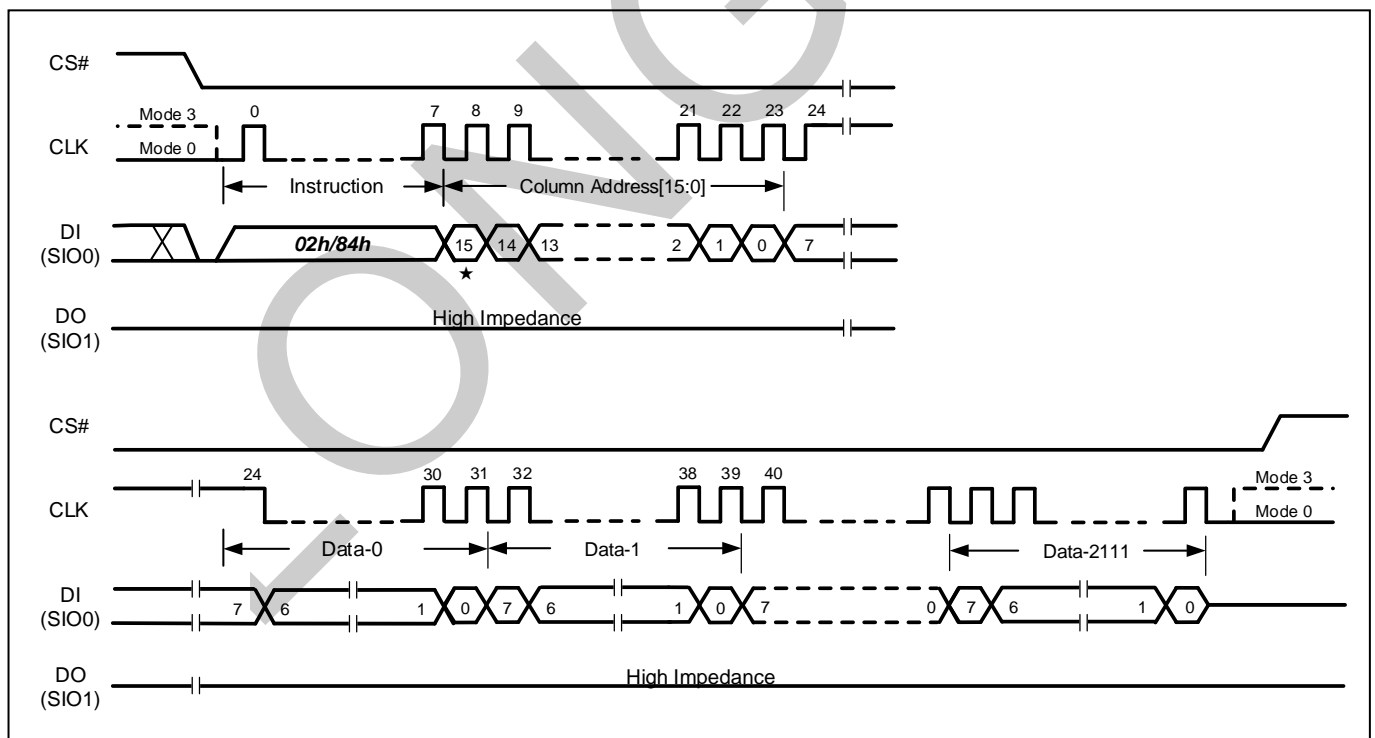 CS#
Mode 3 0 7 8 9 21 22 23 24
CLK Mode 0
Instruction Column Address[15:0]
DI
(SIO0)
02h/84h 15 14 13 2 1 0 7
★
DO
(SIO1)
High Impedance
CS#
24 30 31 32 38 39 40 Mode 3
CLK Mode 0
Data-0 Data-1 Data-2111
DI
(SIO0)
7 6 1 0 7 6 1 0 7 0 7 6 1 0
DO
(SIO1)
High Impedance